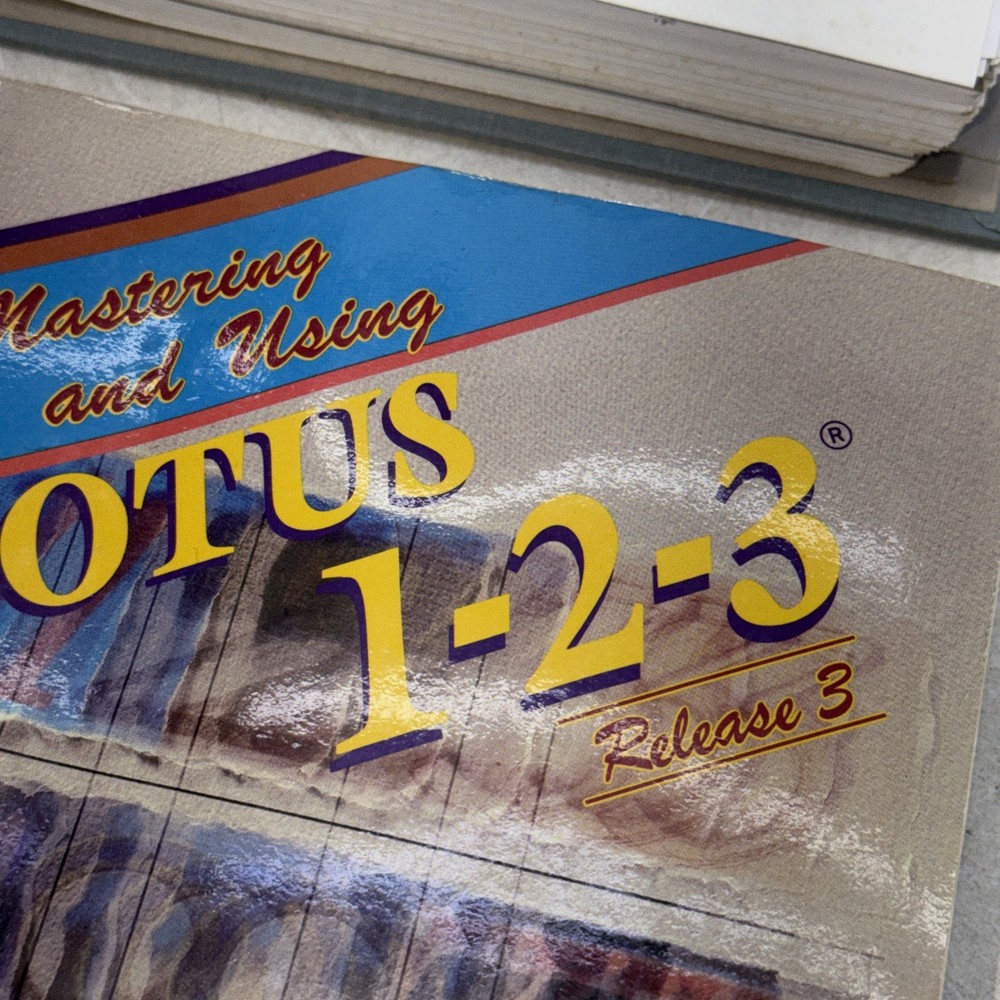 Mastering
and Using
OTUS
1-2-3®
Release 3